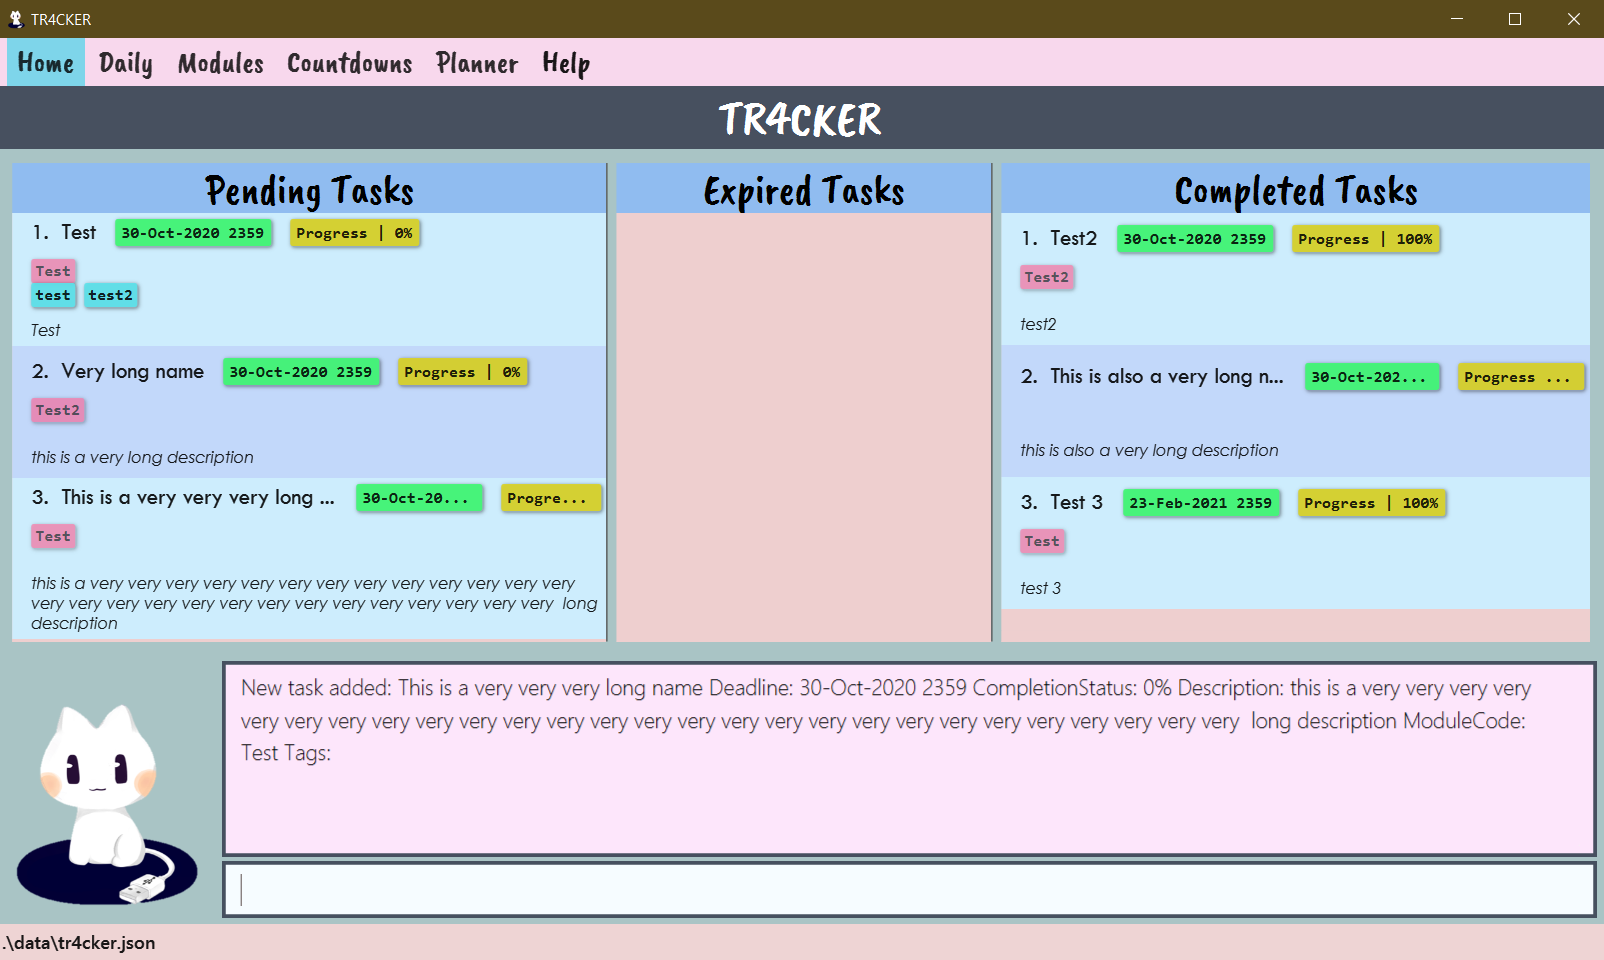 TR4CKER
Home Daily Modules Countdowns Planner Help
TR4CKER
Pending Tasks
1. Test 30-Oct-2020 2359 Progress | 0%
Test
test test2
Test
2. Very long name 30-Oct-2020 2359 Progress | 0%
Test2
this is a very long description
3. This is a very very very long ... 30-Oct-20... Progre...
Test
this is a very very very very very very very very very very very very very
very very very very very very very very very very very very very very long
description
Expired Tasks
Completed Tasks
1. Test2 30-Oct-2020 2359 Progress | 100%
Test2
test2
2. This is also a very long n... 30-Oct-202... Progress ...
this is also a very long description
3. Test 3 23-Feb-2021 2359 Progress | 100%
Test
test 3
New task added: This is a very very very long name Deadline: 30-Oct-2020 2359 CompletionStatus: 0% Description: this is a very very very very
very very very very very very very very very very very very very very very very very very very very very very very long description ModuleCode:
Test Tags:
.\data\tr4cker.json